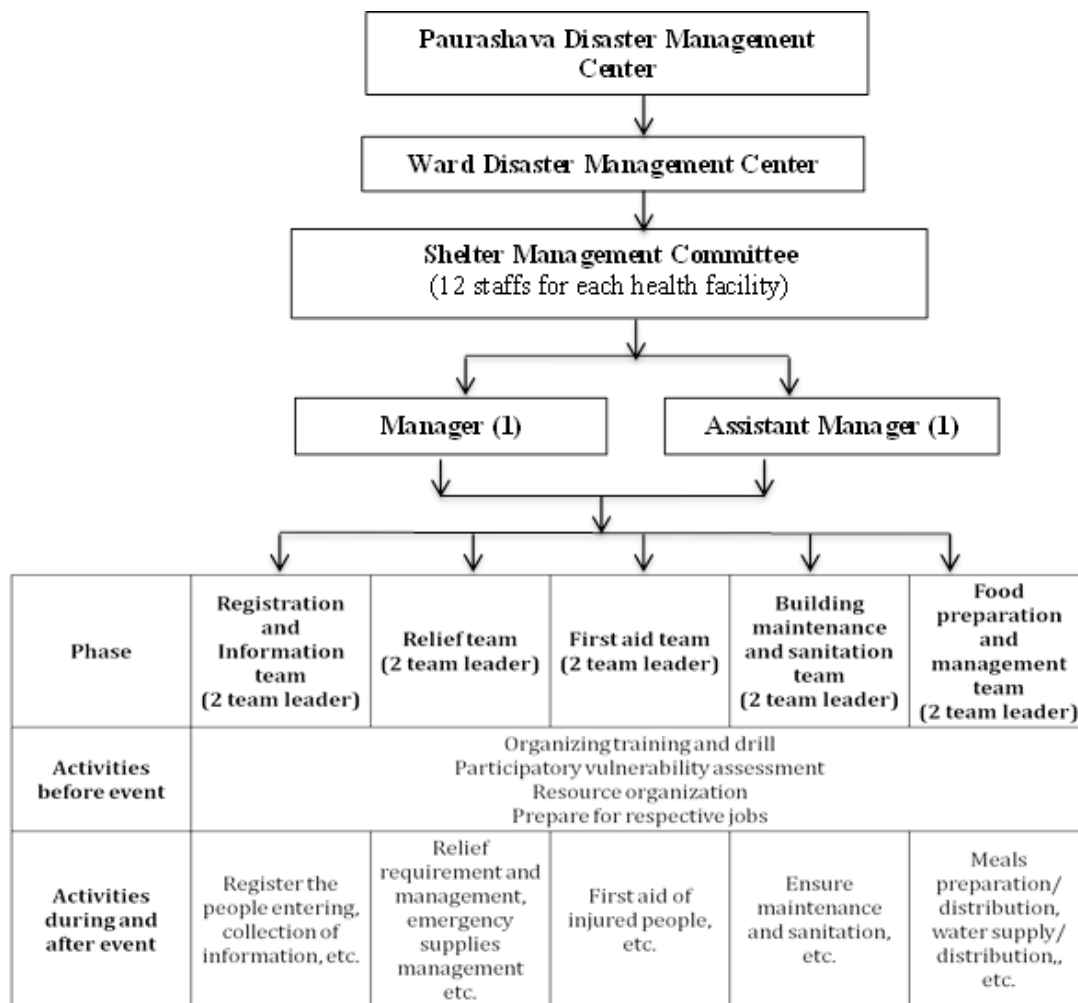 Paurashava Disaster Management
Center
Ward Disaster Management Center
Shelter Management Committee
(12 staffs for each health facility)
Manager (1)
Assistant Manager (1)
Phase
Registration
and
Information
team
(2 team leader)
Relief team
(2 team leader)
First aid team
(2 team leader)
Building
maintenance
and sanitation
team
(2 team leader)
Food
preparation
and
management
team
(2 team leader)
Activities
before event
Organizing training and drill
Participatory vulnerability assessment
Resource organization
Prepare for respective jobs
Activities
during and
after event
Register the
people entering,
collection of
information, etc.
Relief
requirement and
management,
emergency
supplies
management
etc.
First aid of
injured people,
etc.
Ensure
maintenance
and sanitation,
etc.
Meals
preparation/
distribution,
water supply/
distribution,,
etc.